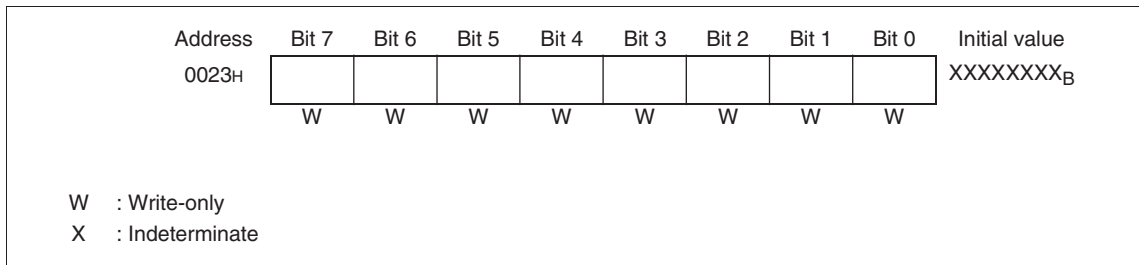 Address Bit 7 Bit 6 Bit 5 Bit 4 Bit 3 Bit 2 Bit 1 Bit 0 Initial value
0023H XXXXXXXXB
W W W W W W W W
W : Write-only
X : Indeterminate